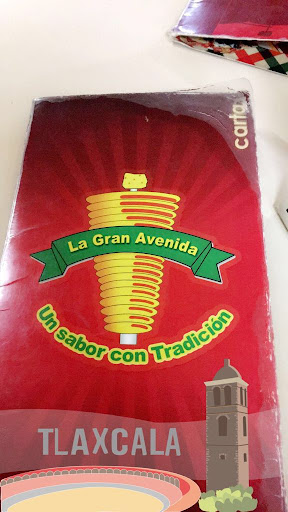 carta
La Gran Avenida
Un sabor con Tradición
TLAXCALA